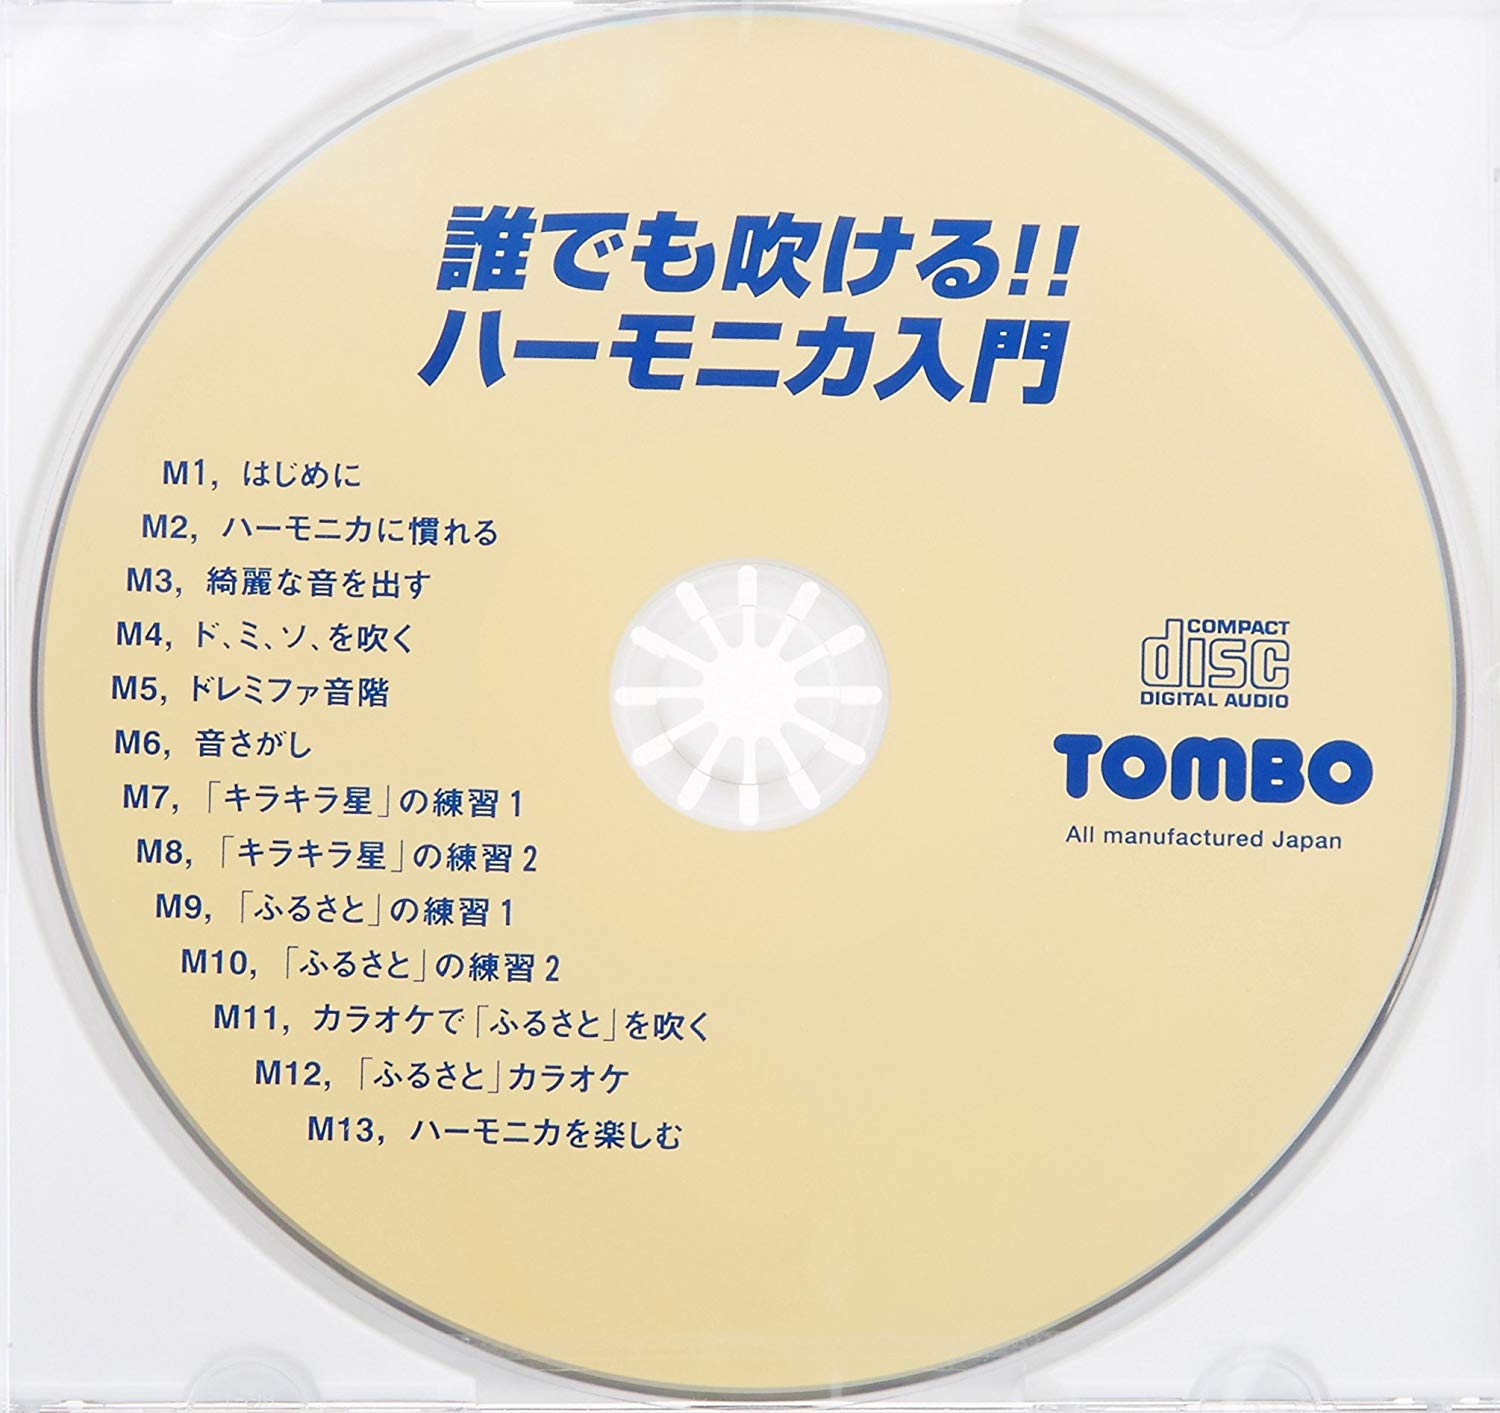 誰でも吹ける!!
ハーモニカ入門
M1, はじめに
M2, ハーモニカに慣れる
M3, 綺麗な音を出す
M4, ド、ミ、ソ、を吹く
M5, ドレミファ音階
M6, 音さがし
M7, 「キラキラ星」の練習1
M8, 「キラキラ星」の練習2
M9, 「ふるさと」の練習1
M10, 「ふるさと」の練習2
M11, カラオケで「ふるさと」を吹く
M12, 「ふるさと」カラオケ
M13, ハーモニカを楽しむ
COMPACT
disc
DIGITAL AUDIO
TOMBO
All manufactured Japan